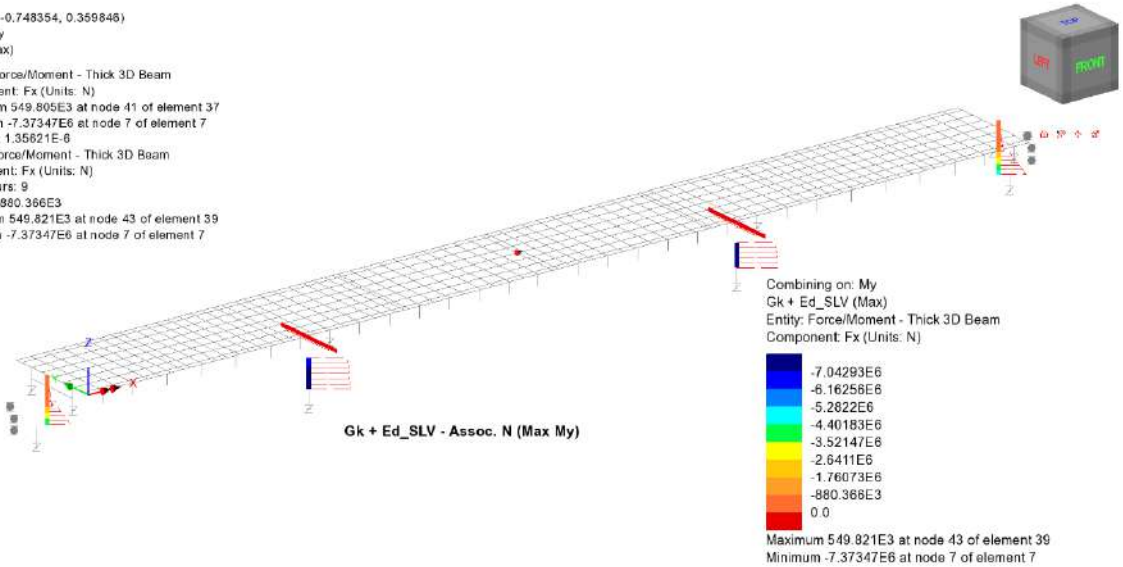 -0.748354, 0.359846)
y
ax)
orce/Moment - Thick 3D Beam
ent: Fx (Units: N)
m 549.805E3 at node 41 of element 37
n -7.37347E6 at node 7 of element 7
: 1.35621E-6
orce/Moment - Thick 3D Beam
ent: Fx (Units: N)
urs: 9
880.366E3
m 549.821E3 at node 43 of element 39
n -7.37347E6 at node 7 of element 7
TOP
LEFT
FRONT
Z
Z
Z
Z
Z
Y
X
Z
Z
Z
Z
Gk + Ed_SLV - Assoc. N (Max My)
Combining on: My
Gk + Ed_SLV (Max)
Entity: Force/Moment - Thick 3D Beam
Component: Fx (Units: N)
-7.04293E6
-6.16256E6
-5.2822E6
-4.40183E6
-3.52147E6
-2.6411E6
-1.76073E6
-880.366E3
0.0
Maximum 549.821E3 at node 43 of element 39
Minimum -7.37347E6 at node 7 of element 7